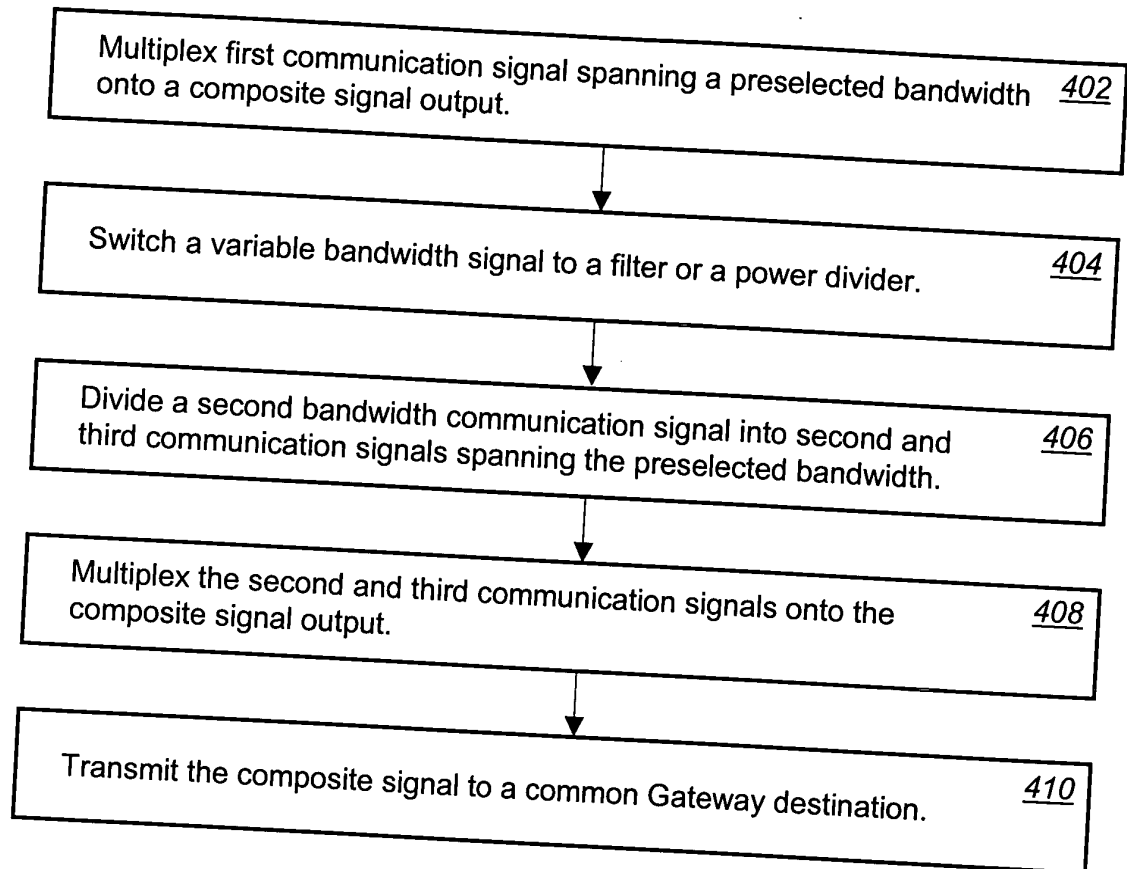 Multiplex first communication signal spanning a preselected bandwidth 402
onto a composite signal output.
Switch a variable bandwidth signal to a filter or a power divider. 404
Divide a second bandwidth communication signal into second and 406
third communication signals spanning the preselected bandwidth.
Multiplex the second and third communication signals onto the 408
composite signal output.
Transmit the composite signal to a common Gateway destination. 410